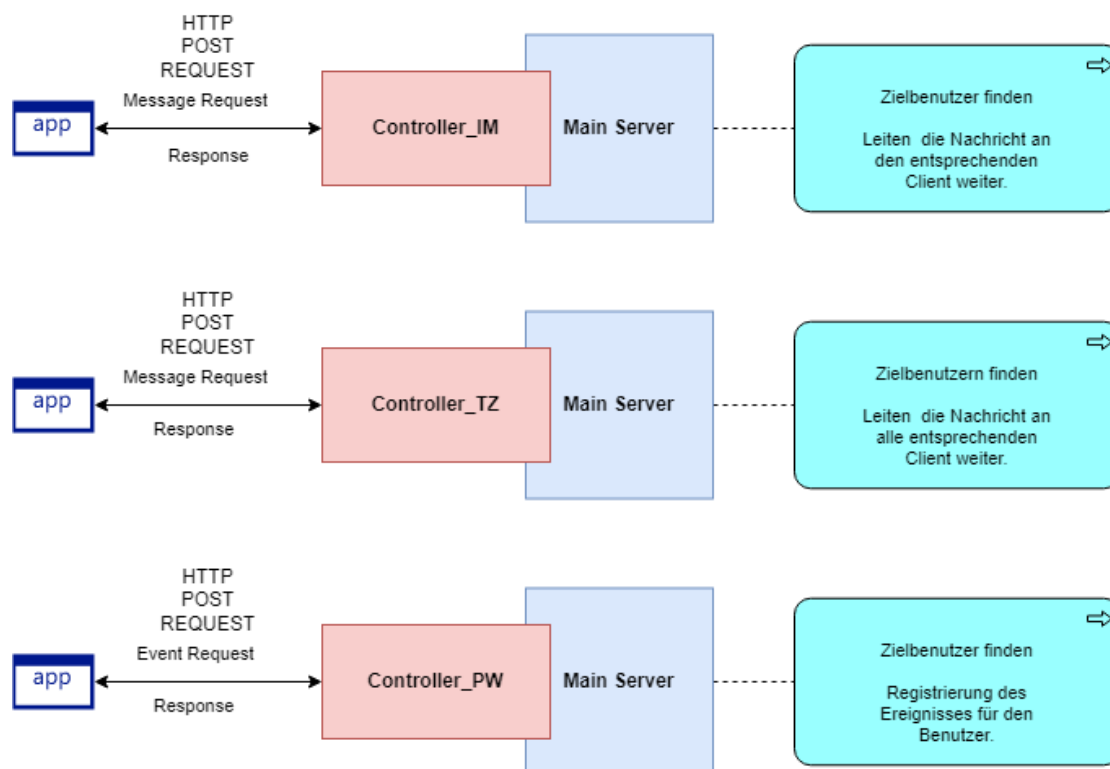 HTTP
POST
REQUEST
Message Request
app
Response
Controller_IM
Main Server
Zielbenutzer finden
Leiten  die Nachricht an
den entsprechenden
Client weiter.
HTTP
POST
REQUEST
Message Request
app
Response
Controller_TZ
Main Server
Zielbenutzern finden
Leiten  die Nachricht an
alle entsprechenden
Client weiter.
HTTP
POST
REQUEST
Event Request
app
Response
Controller_PW
Main Server
Zielbenutzer finden
Registrierung des
Ereignisses für den
Benutzer.